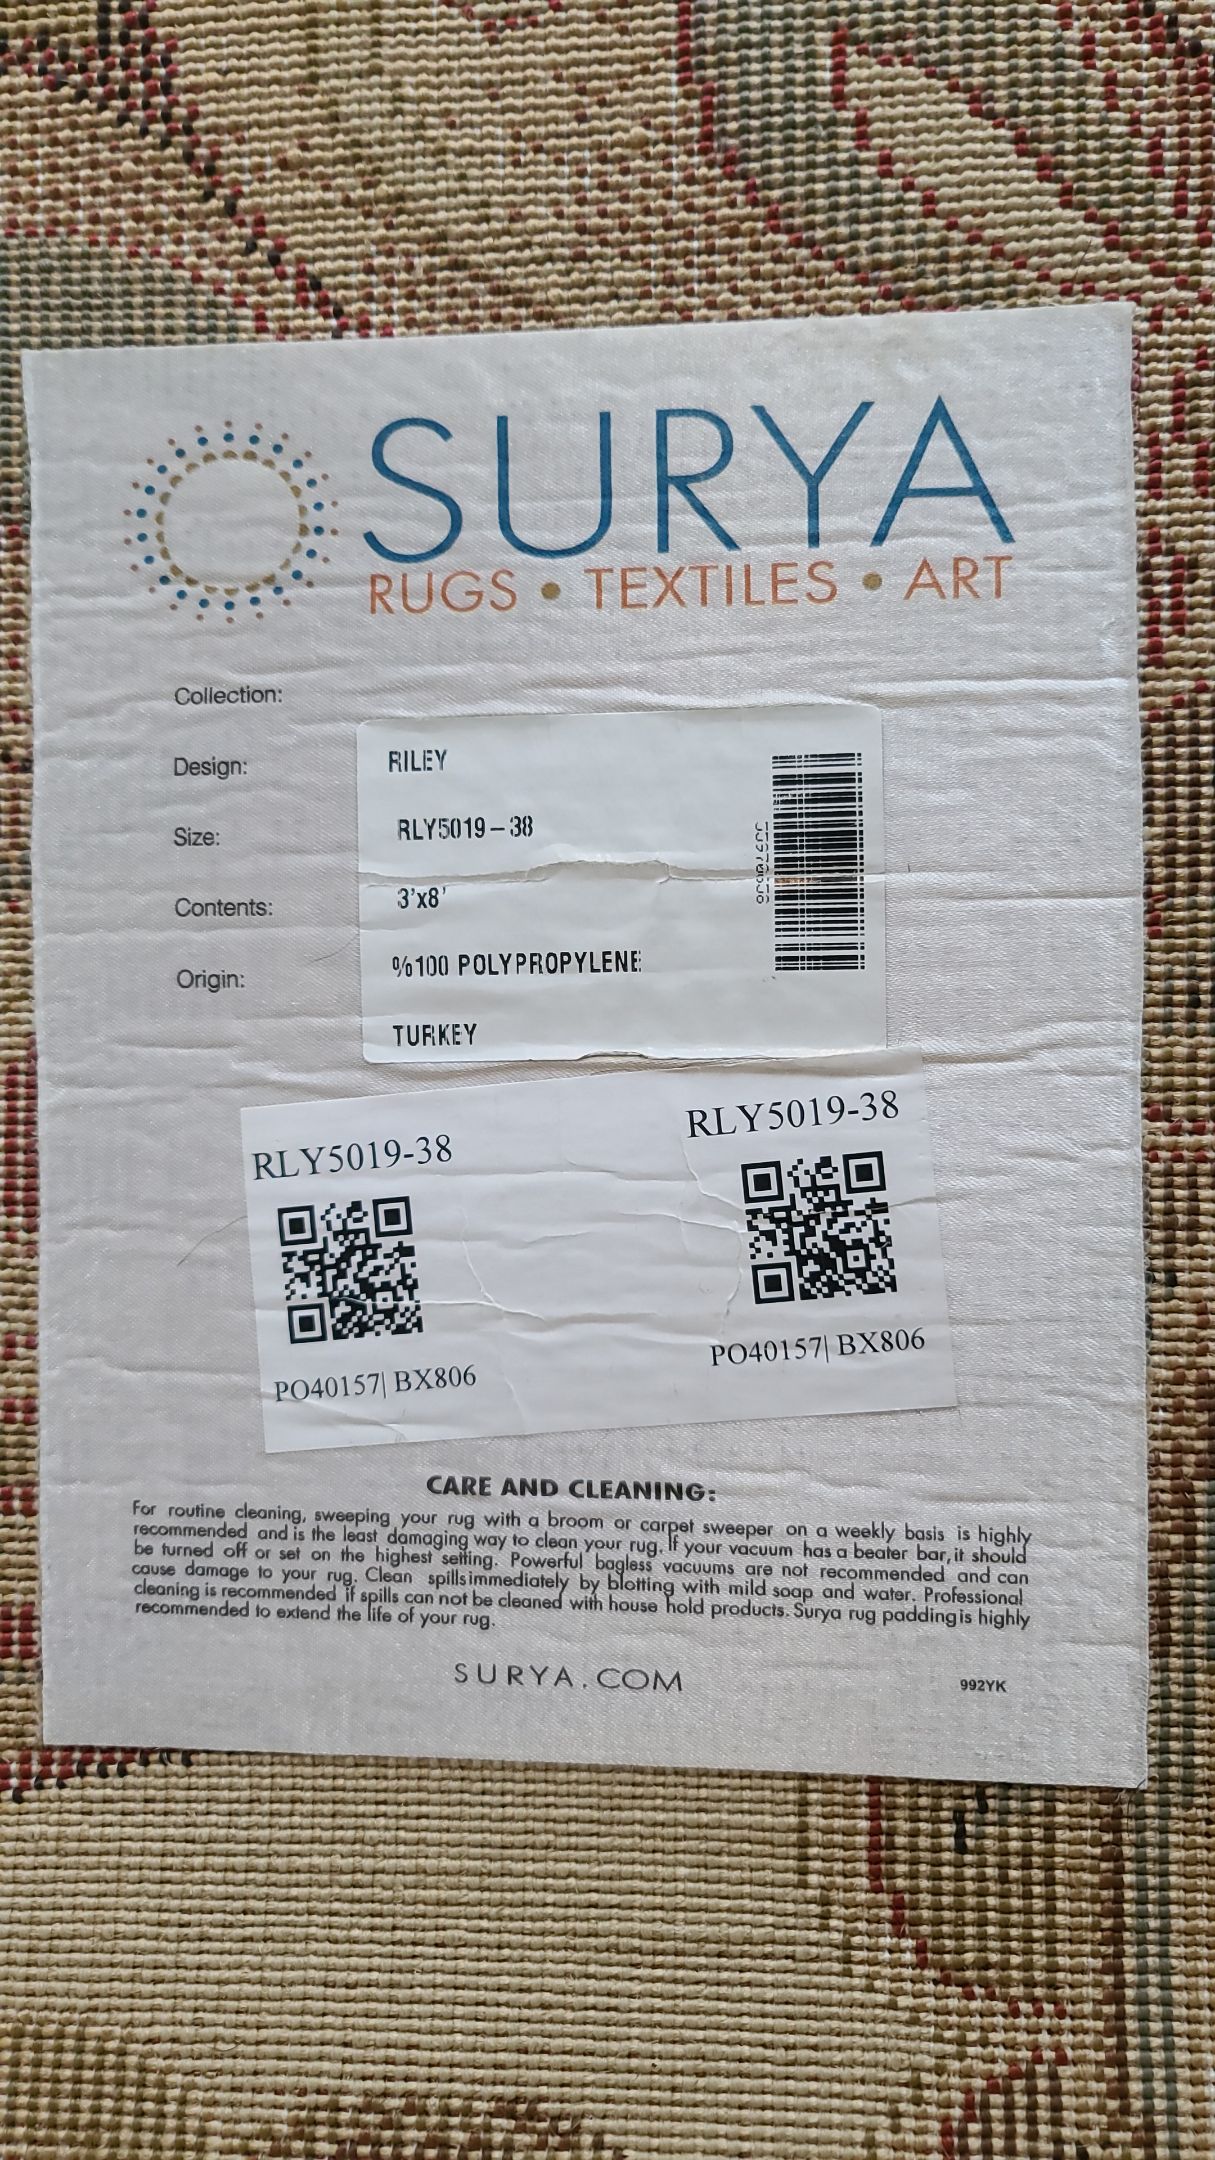 SURYA
RUGS • TEXTILES • ART
Collection:
Design:
Size:
Contents:
Origin:
RILEY
RLY5019-38
3'x8'
%100 POLYPROPYLENE
TURKEY
RLY5019-38
PO40157| BX806
RLY5019-38
PO40157| BX806
CARE AND CLEANING:
For routine cleaning, sweeping your rug with a broom or carpet sweeper on a weekly basis is highly
recommended and is the least damaging way to clean your rug. If your vacuum has a beater bar, it should
be turned off or set on the highest setting. Powerful bagless vacuums are not recommended and can
cause damage to your rug. Clean spills immediately by blotting with mild soap and water. Professional
cleaning is recommended if spills can not be cleaned with house hold products. Surya rug padding is highly
recommended to extend the life of your rug.
SURYA.COM
992YK